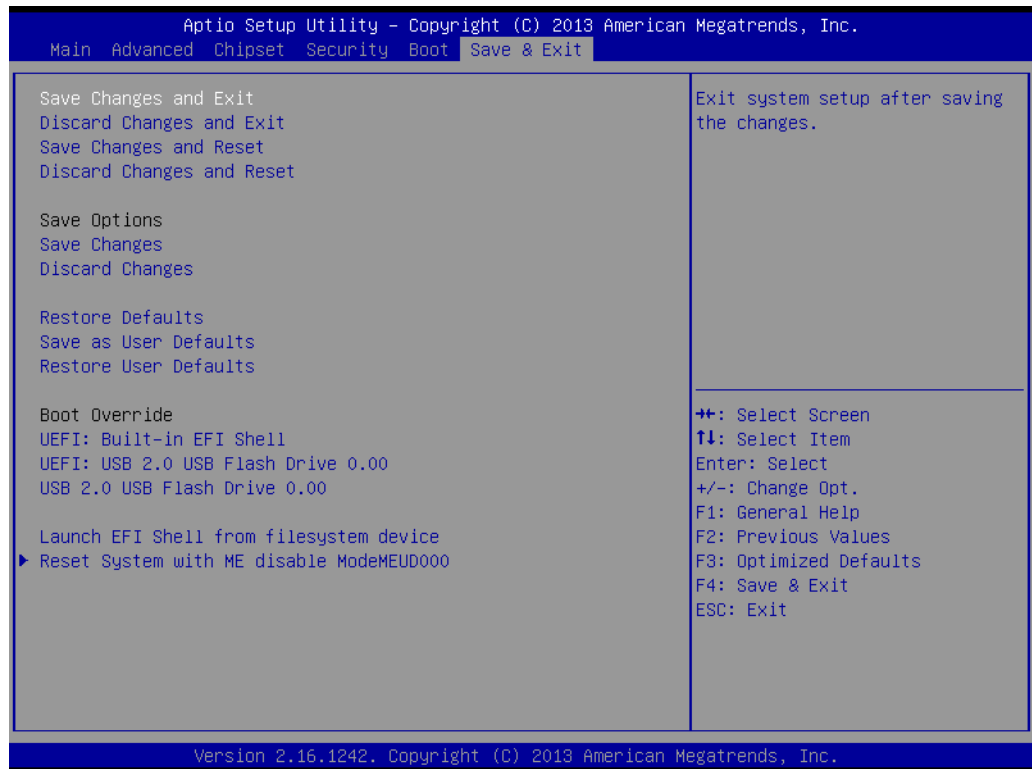 Aptio Setup Utility – Copyright (C) 2013 American Megatrends, Inc.
Main Advanced Chipset Security Boot Save & Exit
Save Changes and Exit
Discard Changes and Exit
Save Changes and Reset
Discard Changes and Reset
Save Options
Save Changes
Discard Changes
Restore Defaults
Save as User Defaults
Restore User Defaults
Boot Override
UEFI: Built-in EFI Shell
UEFI: USB 2.0 USB Flash Drive 0.00
USB 2.0 USB Flash Drive 0.00
Launch EFI Shell from filesystem device
▶ Reset System with ME disable ModeMEUD000
Exit system setup after saving
the changes.
→←: Select Screen
↑↓: Select Item
Enter: Select
+/-: Change Opt.
F1: General Help
F2: Previous Values
F3: Optimized Defaults
F4: Save & Exit
ESC: Exit
Version 2.16.1242. Copyright (C) 2013 American Megatrends, Inc.